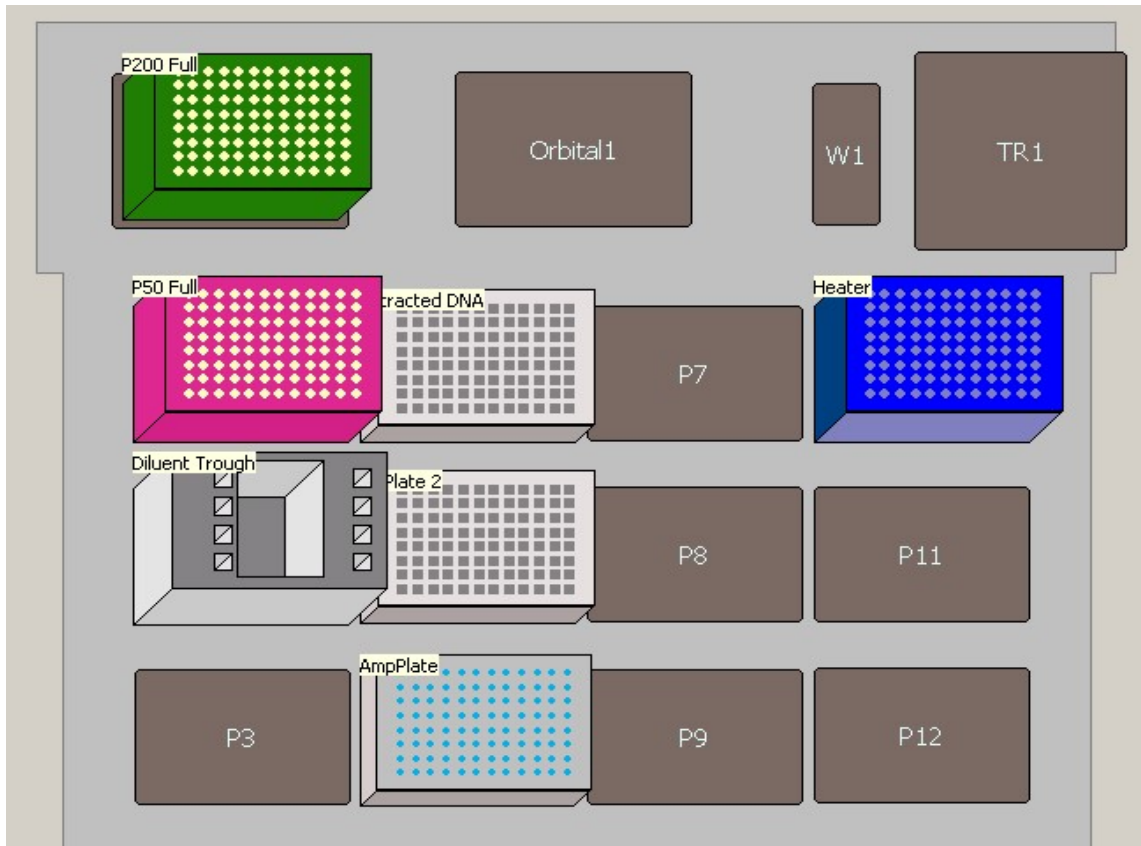 P200 Full
Orbital1
W1
TR1
P50 Full
tracted DNA
P7
Heater
Diluent Trough
Plate 2
P8
P11
P3
AmpPlate
P9
P12